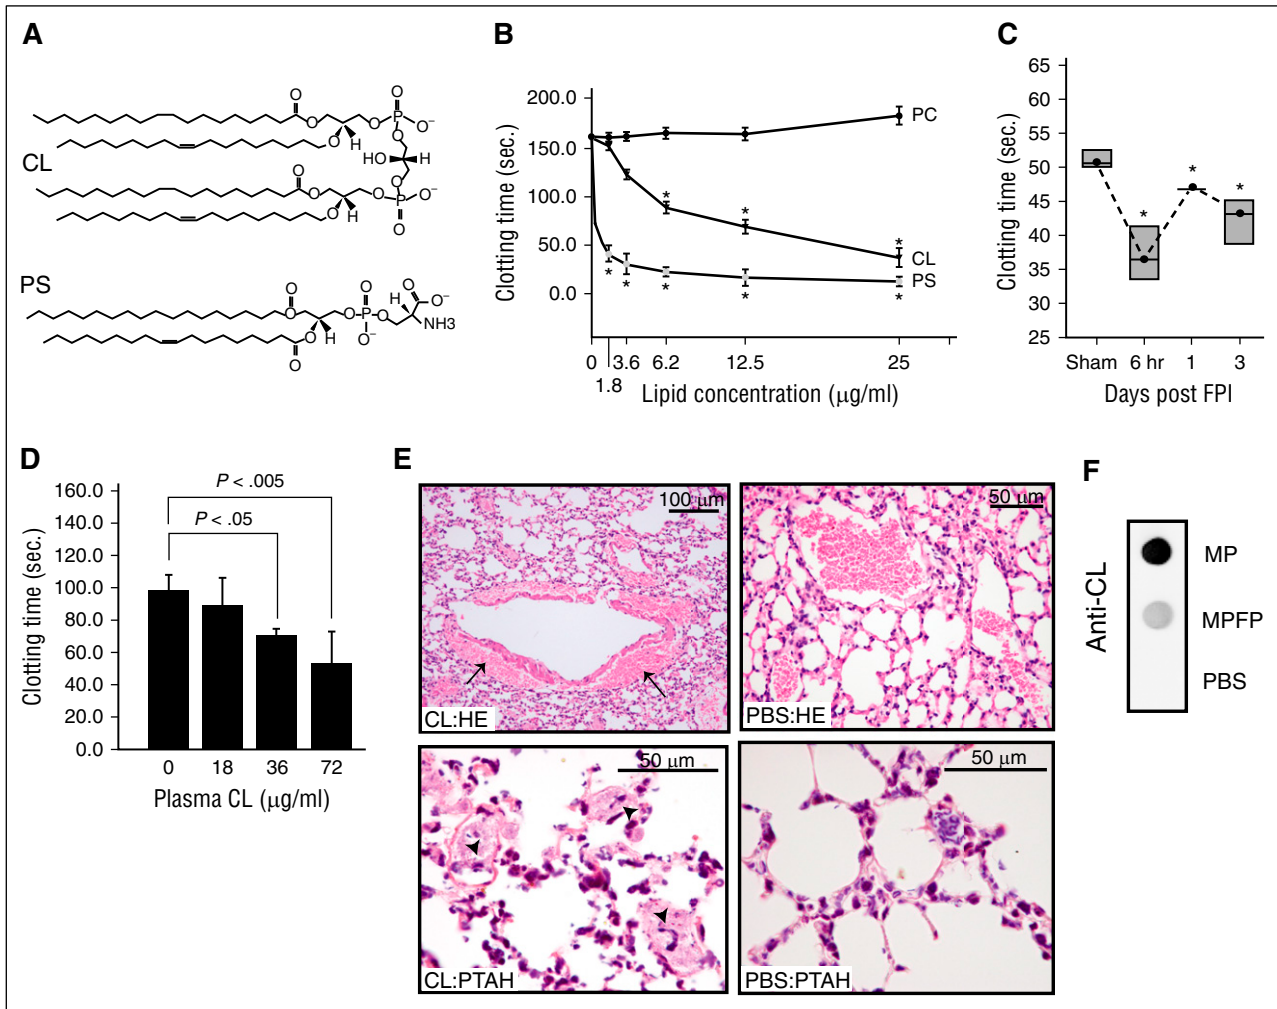 A
CL
O
O
O
O
P
O⁻
O
H
O
HO
H
O
O
O
O
P
O⁻
O
H
O
PS
O
O
O
O
P
O
O⁻
H
O
O⁻
NH3
O
H
O
B
Clotting time (sec.)
200.0
150.0
100.0
50.0
0.0
PC
CL
PS
* * * * *
* * *
0 1.8 3.6 6.2 12.5 25
Lipid concentration (μg/ml)
C
Clotting time (sec.)
65
60
55
50
45
40
35
30
25
* * *
Sham 6 hr 1 3
Days post FPI
D
Clotting time (sec.)
160.0
140.0
120.0
100.0
80.0
60.0
40.0
20.0
0.0
P < .005
P < .05
0 18 36 72
Plasma CL (μg/ml)
E
100 μm
CL:HE
50 μm
PBS:HE
50 μm
CL:PTAH
50 μm
PBS:PTAH
F
Anti-CL
MP
MPFP
PBS